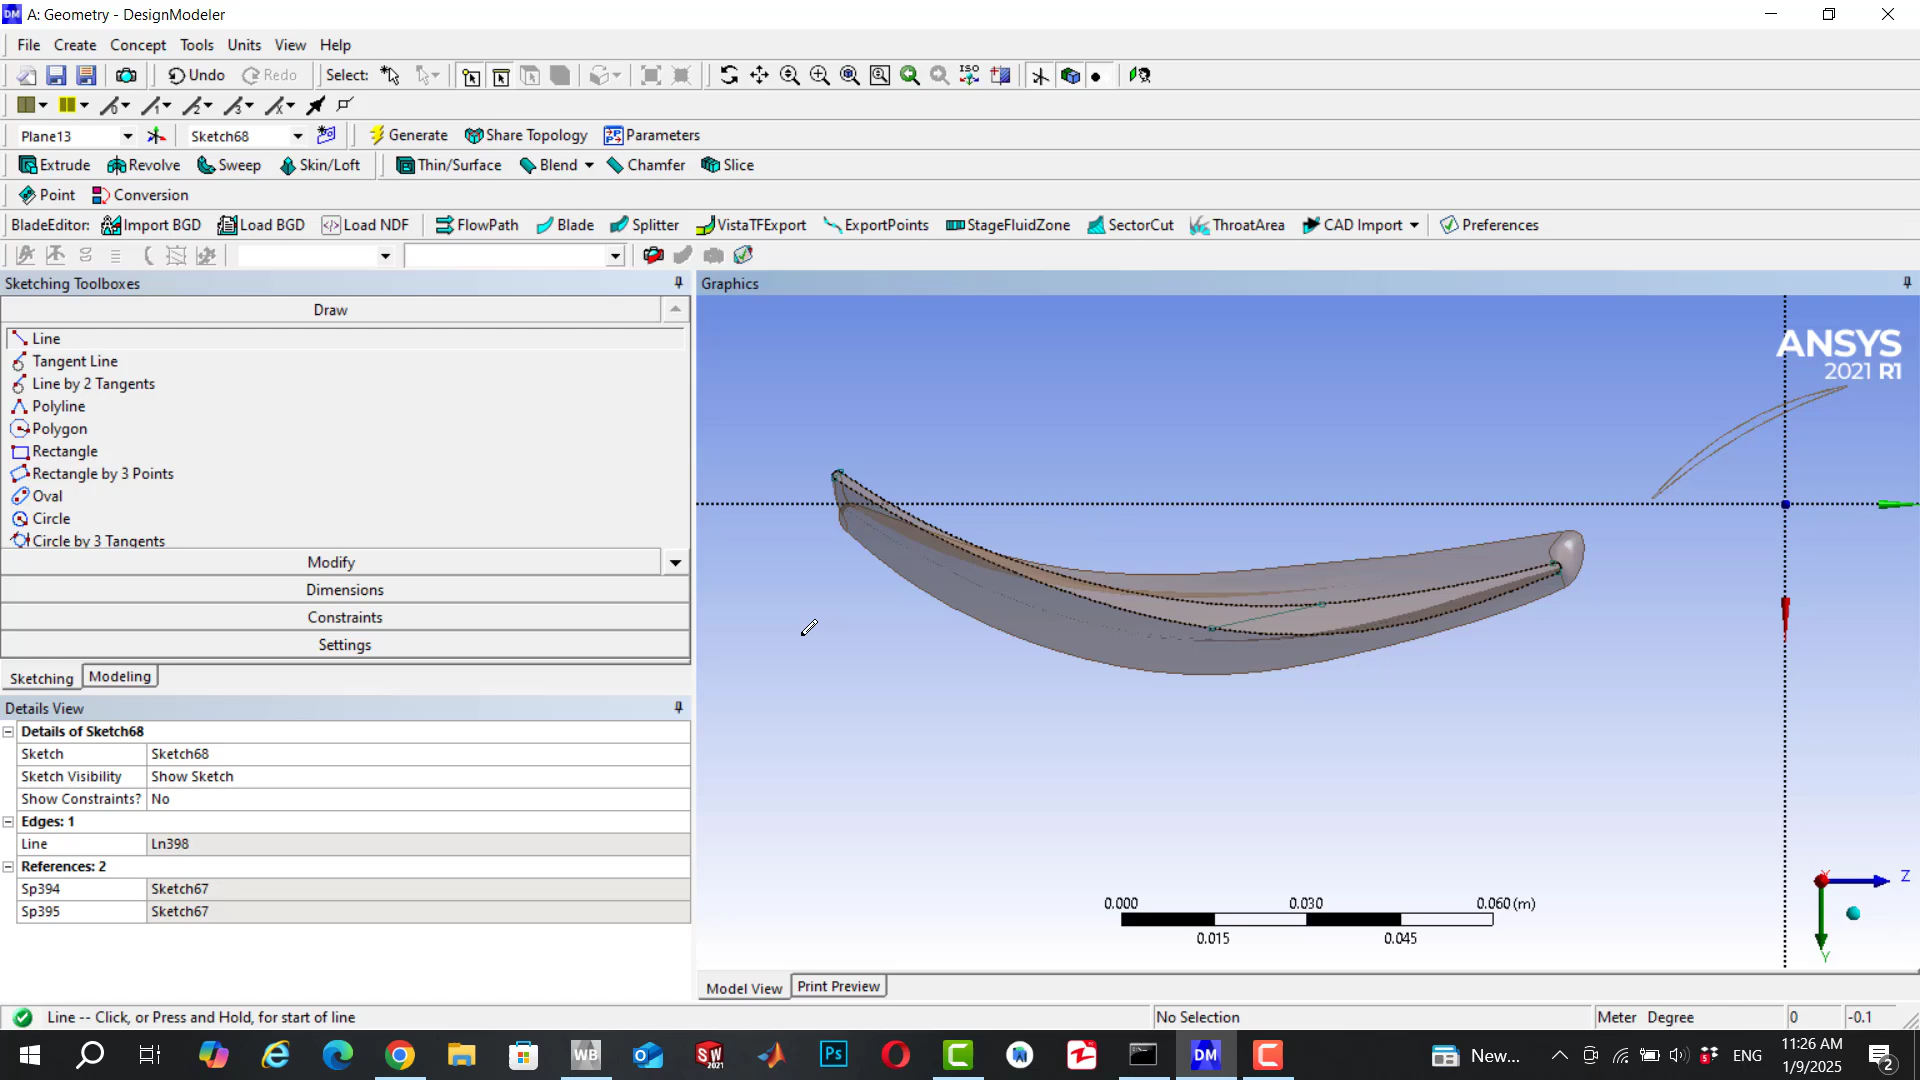 A: Geometry - DesignModeler
File Create Concept Tools Units View Help
Undo Redo Select: ISO
Plane13 Sketch68 Generate Share Topology Parameters
Extrude Revolve Sweep Skin/Loft Thin/Surface Blend Chamfer Slice
Point Conversion
BladeEditor: Import BGD Load BGD Load NDF FlowPath Blade Splitter VistaTFExport ExportPoints StageFluidZone SectorCut ThroatArea CAD Import Preferences
Sketching Toolboxes
Draw
Line
Tangent Line
Line by 2 Tangents
Polyline
Polygon
Rectangle
Rectangle by 3 Points
Oval
Circle
Circle by 3 Tangents
Modify
Dimensions
Constraints
Settings
Sketching Modeling
Details View
Details of Sketch68
Sketch Sketch68
Sketch Visibility Show Sketch
Show Constraints? No
Edges: 1
Line Ln398
References: 2
Sp394 Sketch67
Sp395 Sketch67
Graphics
ANSYS
2021 R1
0.000 0.030 0.060 (m)
0.015 0.045
X
Z
Y
Model View Print Preview
Line -- Click, or Press and Hold, for start of line
No Selection
Meter Degree 0 -0.1
WB
SW
2021
Ps
DM
New...
ENG
11:26 AM
1/9/2025
2